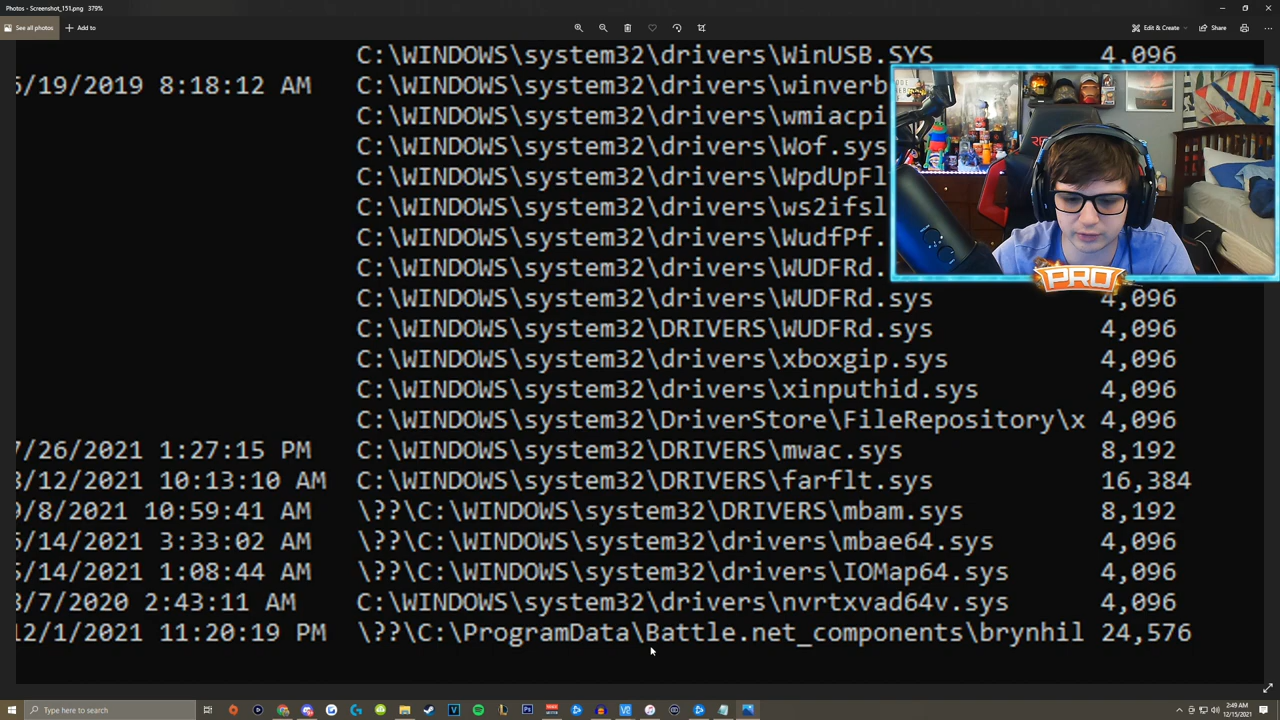 Photos - Screenshot_151.png 379%
See all photos + Add to
Edit & Create Share
C:\WINDOWS\system32\drivers\WinUSB.SYS 4,096
6/19/2019 8:18:12 AM C:\WINDOWS\system32\drivers\winverb
C:\WINDOWS\system32\drivers\wmiacpi
C:\WINDOWS\system32\drivers\Wof.sys
C:\WINDOWS\system32\drivers\WpdUpFl
C:\WINDOWS\system32\drivers\ws2ifsl
C:\WINDOWS\system32\drivers\WudfPf.
C:\WINDOWS\system32\drivers\WUDFRd.
C:\WINDOWS\system32\drivers\WUDFRd.sys 4,096
C:\WINDOWS\system32\DRIVERS\WUDFRd.sys 4,096
C:\WINDOWS\system32\drivers\xboxgip.sys 4,096
C:\WINDOWS\system32\drivers\xinputhid.sys 4,096
C:\WINDOWS\system32\DriverStore\FileRepository\x 4,096
7/26/2021 1:27:15 PM C:\WINDOWS\system32\DRIVERS\mwac.sys 8,192
/12/2021 10:13:10 AM C:\WINDOWS\system32\DRIVERS\farflt.sys 16,384
9/8/2021 10:59:41 AM \??\C:\WINDOWS\system32\DRIVERS\mbam.sys 8,192
/14/2021 3:33:02 AM \??\C:\WINDOWS\system32\drivers\mbae64.sys 4,096
/14/2021 1:08:44 AM \??\C:\WINDOWS\system32\drivers\IOMap64.sys 4,096
/7/2020 2:43:11 AM C:\WINDOWS\system32\drivers\nvrtxvad64v.sys 4,096
12/1/2021 11:20:19 PM \??\C:\ProgramData\Battle.net_components\brynhil 24,576
PRO
Type here to search
2:49 AM
12/15/2021